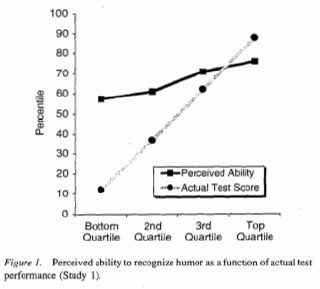 100
90
80
70
60
50
40
30
20
10
0
Percentile
Perceived Ability
Actual Test Score
Bottom 2nd 3rd Top
Quartile Quartile Quartile Quartile
Figure 1. Perceived ability to recognize humor as a function of actual test
performance (Study 1).